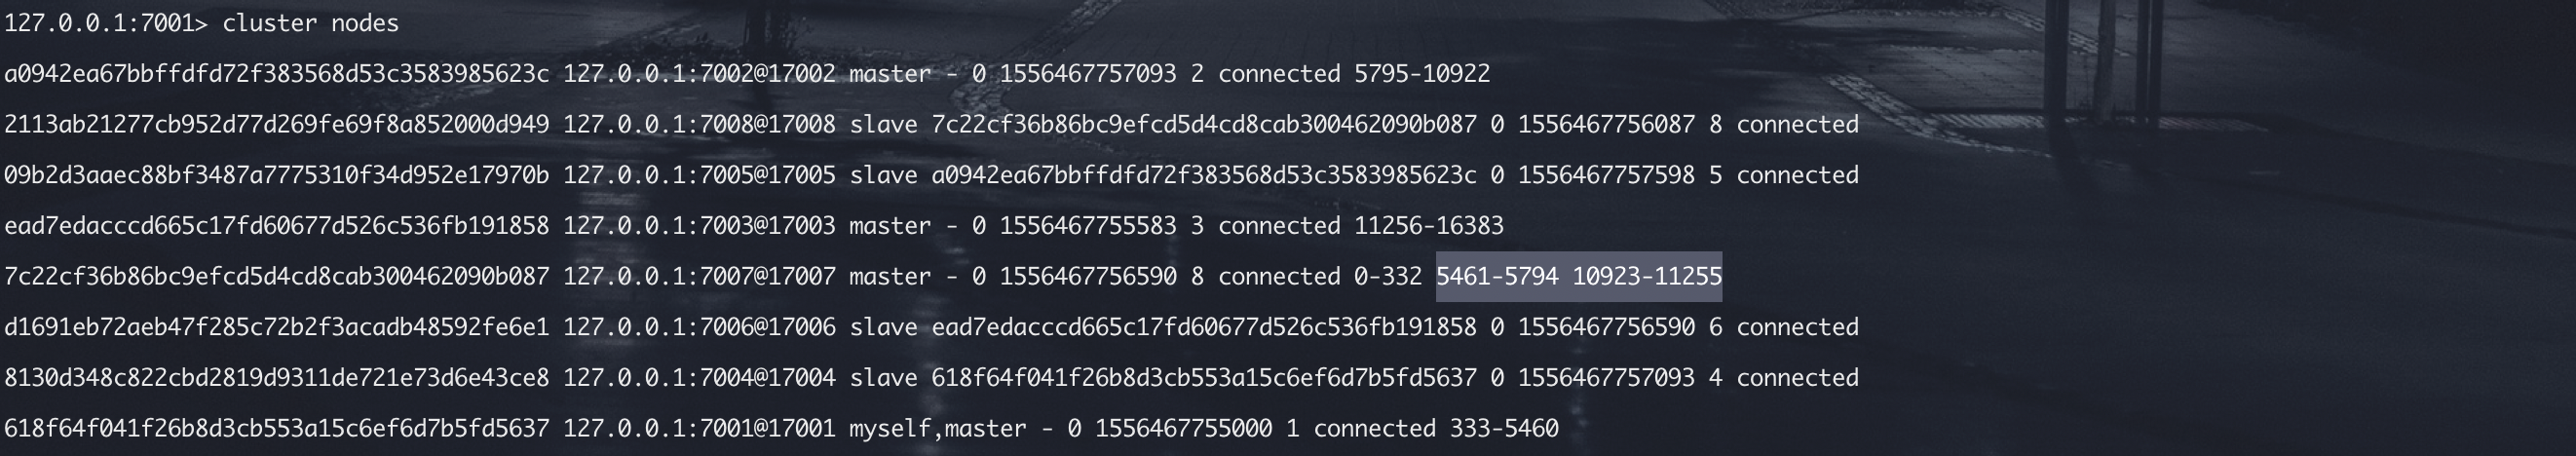 127.0.0.1:7001> cluster nodes
a0942ea67bbffdfd72f383568d53c3583985623c 127.0.0.1:7002@17002 master - 0 1556467757093 2 connected 5795-10922
2113ab21277cb952d77d269fe69f8a852000d949 127.0.0.1:7008@17008 slave 7c22cf36b86bc9efcd5d4cd8cab300462090b087 0 1556467756087 8 connected
09b2d3aaec88bf3487a7775310f34d952e17970b 127.0.0.1:7005@17005 slave a0942ea67bbffdfd72f383568d53c3583985623c 0 1556467757598 5 connected
ead7edacccd665c17fd60677d526c536fb191858 127.0.0.1:7003@17003 master - 0 1556467755583 3 connected 11256-16383
7c22cf36b86bc9efcd5d4cd8cab300462090b087 127.0.0.1:7007@17007 master - 0 1556467756590 8 connected 0-332 5461-5794 10923-11255
d1691eb72aeb47f285c72b2f3acadb48592fe6e1 127.0.0.1:7006@17006 slave ead7edacccd665c17fd60677d526c536fb191858 0 1556467756590 6 connected
8130d348c822cbd2819d9311de721e73d6e43ce8 127.0.0.1:7004@17004 slave 618f64f041f26b8d3cb553a15c6ef6d7b5fd5637 0 1556467757093 4 connected
618f64f041f26b8d3cb553a15c6ef6d7b5fd5637 127.0.0.1:7001@17001 myself,master - 0 1556467755000 1 connected 333-5460